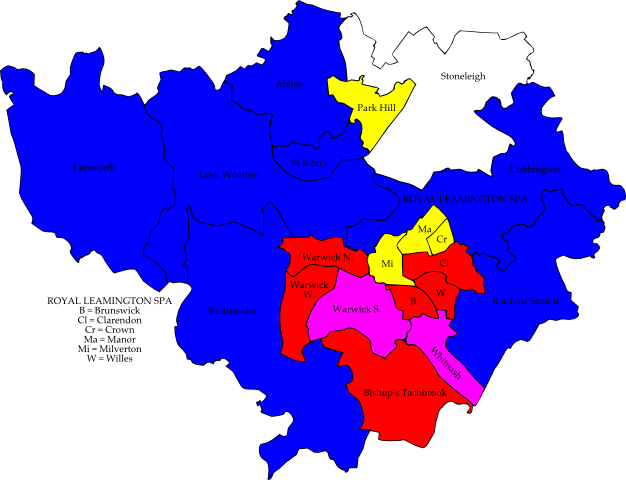 Stoneleigh
Abbey
Park Hill
St John's
Lapworth
Leek Wootton
Cubbington
ROYAL LEAMINGTON SPA
Ma
Cr
Warwick N.
Mi
Cl
Warwick
W.
W
B
Radford Semele
Budbrooke
Warwick S.
Whitnash
Bishop's Tachbrook
ROYAL LEAMINGTON SPA
B = Brunswick
Cl = Clarendon
Cr = Crown
Ma = Manor
Mi = Milverton
W = Willes